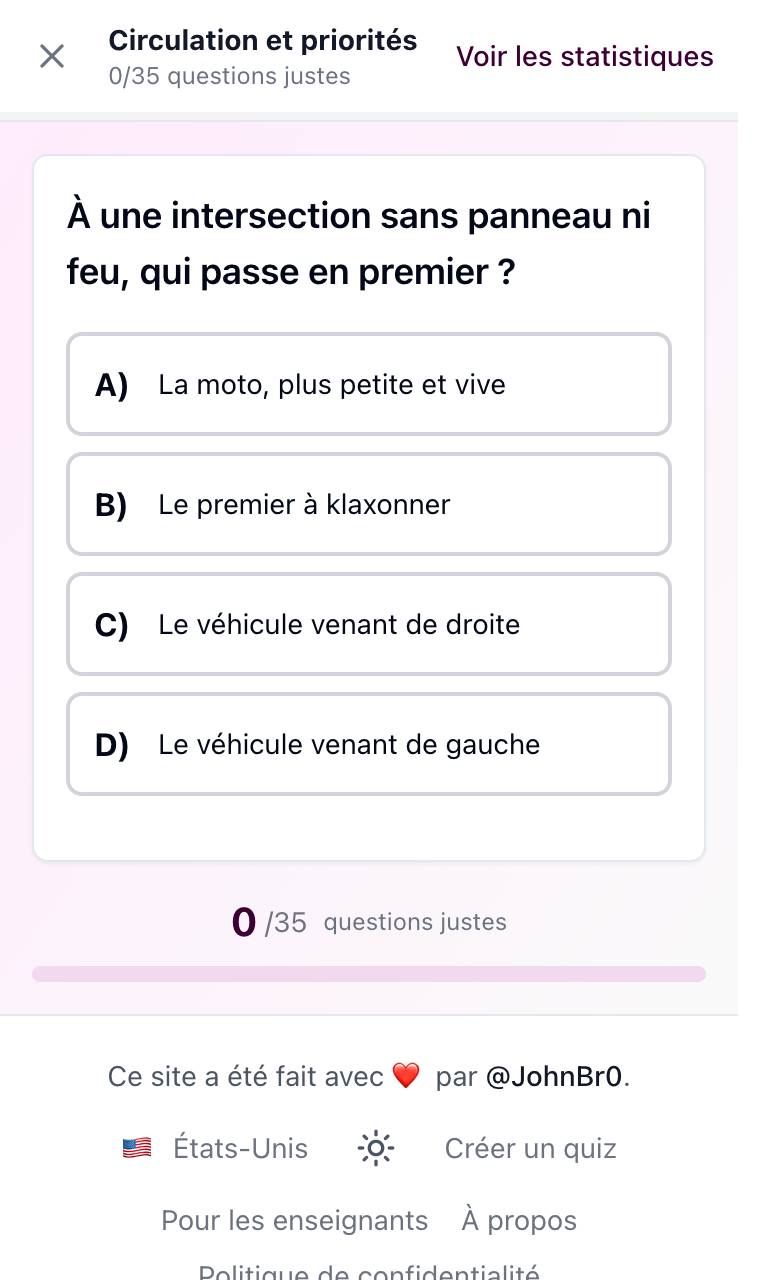 Circulation et priorités
0/35 questions justes
Voir les statistiques
À une intersection sans panneau ni
feu, qui passe en premier ?
A) La moto, plus petite et vive
B) Le premier à klaxonner
C) Le véhicule venant de droite
D) Le véhicule venant de gauche
0 /35 questions justes
Ce site a été fait avec ❤️ par @JohnBr0.
🇺🇸 États-Unis Créer un quiz
Pour les enseignants À propos
Politique de confidentialité